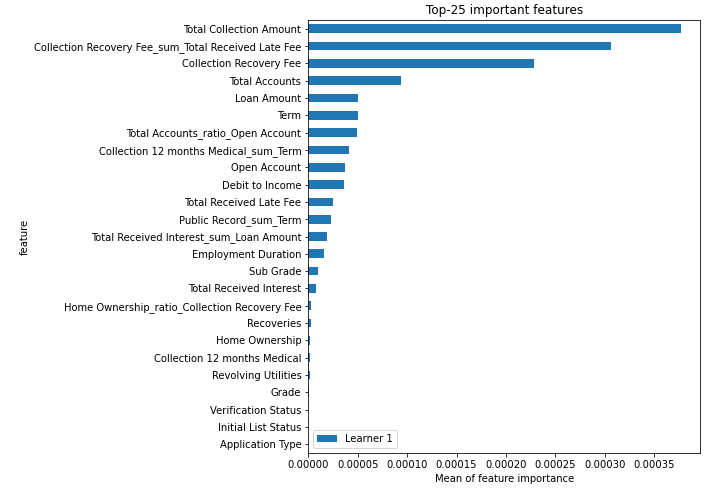 Top-25 important features
Total Collection Amount
Collection Recovery Fee_sum_Total Received Late Fee
Collection Recovery Fee
Total Accounts
Loan Amount
Term
Total Accounts_ratio_Open Account
Collection 12 months Medical_sum_Term
Open Account
Debit to Income
Total Received Late Fee
Public Record_sum_Term
Total Received Interest_sum_Loan Amount
Employment Duration
Sub Grade
Total Received Interest
Home Ownership_ratio_Collection Recovery Fee
Recoveries
Home Ownership
Collection 12 months Medical
Revolving Utilities
Grade
Verification Status
Initial List Status
Application Type
feature
Learner 1
0.00000 0.00005 0.00010 0.00015 0.00020 0.00025 0.00030 0.00035
Mean of feature importance